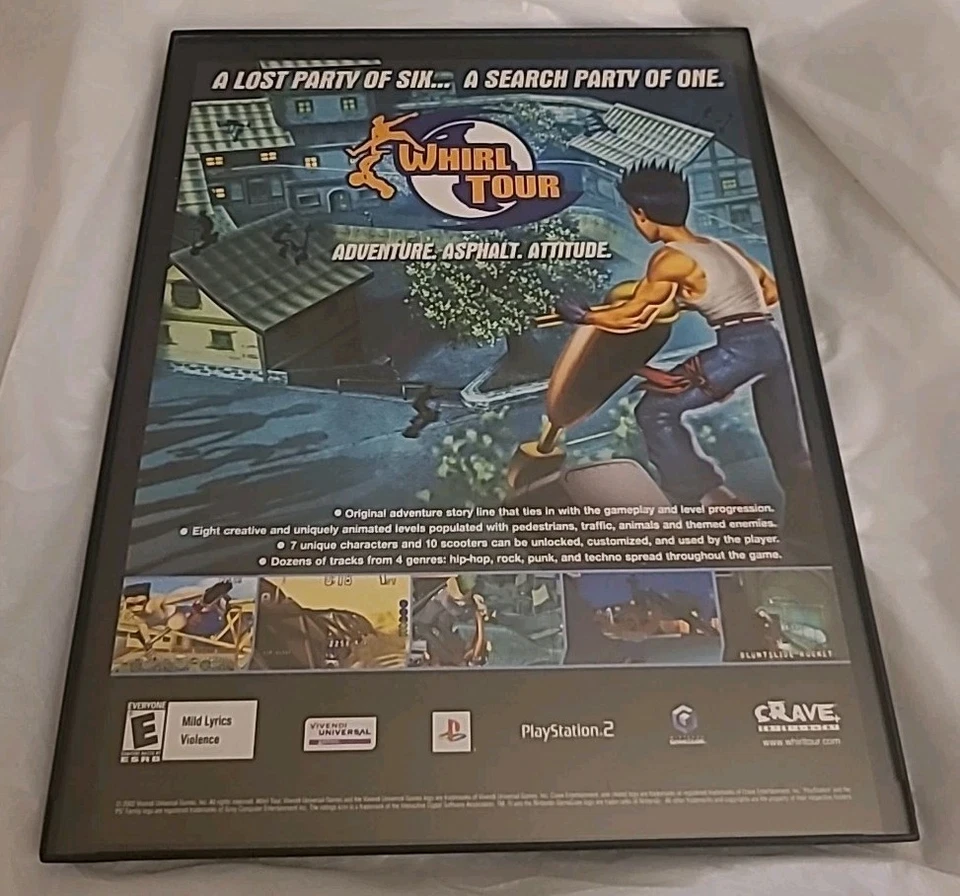 A LOST PARTY OF SIX... A SEARCH PARTY OF ONE.
WHIRL
TOUR
ADVENTURE. ASPHALT. ATTITUDE.
• Original adventure story line that ties in with the gameplay and level progression.
• Eight creative and uniquely animated levels populated with pedestrians, traffic, animals and themed enemies.
• 7 unique characters and 10 scooters can be unlocked, customized, and used by the player.
• Dozens of tracks from 4 genres: hip-hop, rock, punk, and techno spread throughout the game.
EVERYONE
E
ESRB
Mild Lyrics
Violence
VIVENDI
UNIVERSAL
PlayStation.2
CRAVE
ENTERTAINMENT
www.whirltour.com